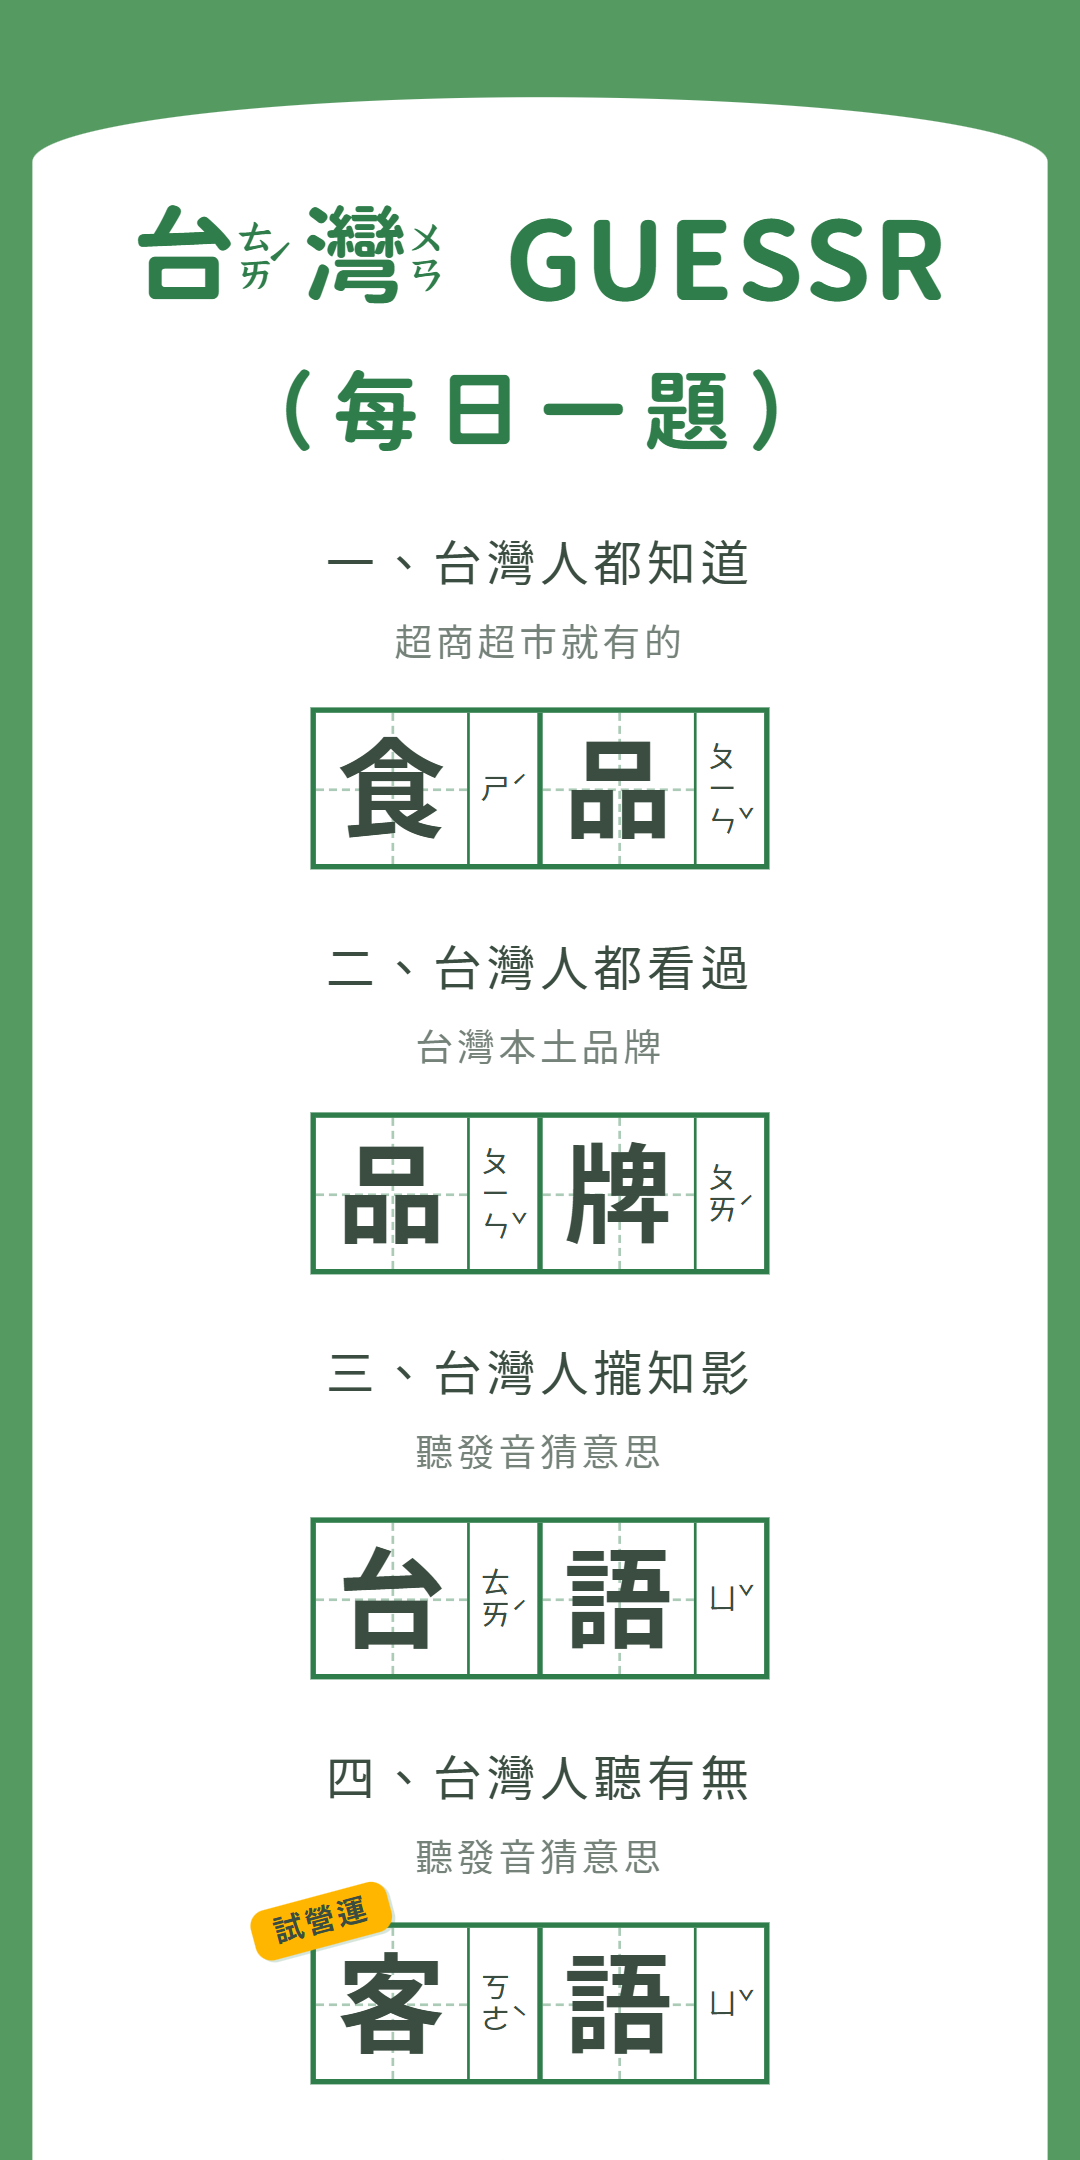 台ㄊㄞˊ灣ㄨㄢ GUESSR
（每日一題）
一、台灣人都知道
超商超市就有的
食ㄕˊ品ㄆㄧㄣˇ
二、台灣人都看過
台灣本土品牌
品ㄆㄧㄣˇ牌ㄆㄞˊ
三、台灣人攏知影
聽發音猜意思
台ㄊㄞˊ語ㄩˇ
四、台灣人聽有無
聽發音猜意思
試營運
客ㄎㄜˋ語ㄩˇ